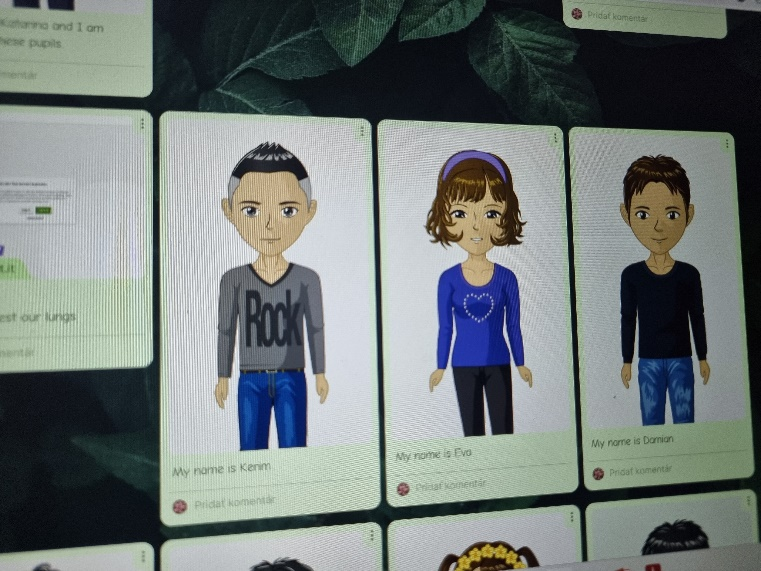 Katarina and I am
these pupils.
Pridať komentár
est our lungs
Rock
My name is Kerim
Pridať komentár
My name is Eva
Pridať komentár
My name is Damian
Pridať komentár